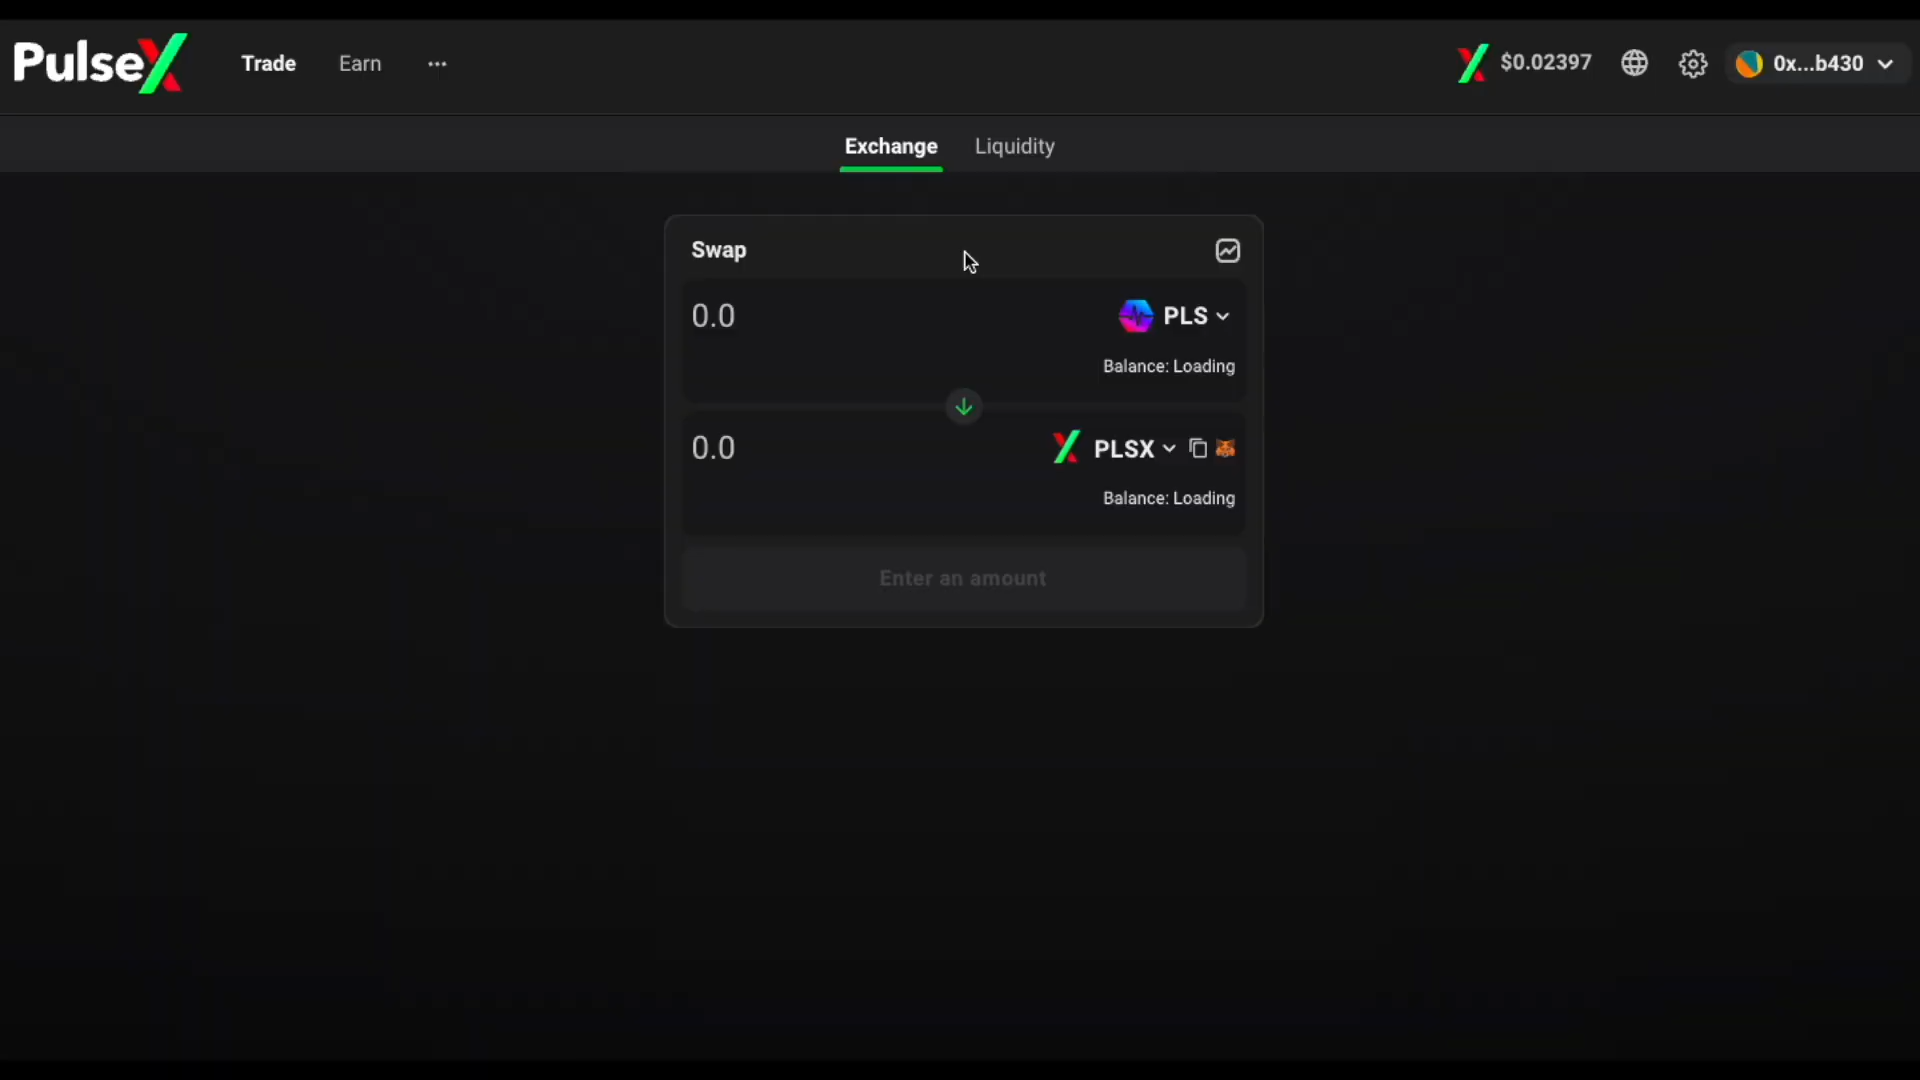 PulseX
Trade
Earn
...
$0.02397
0x...b430
Exchange
Liquidity
Swap
0.0
PLS
Balance: Loading
0.0
PLSX
Balance: Loading
Enter an amount